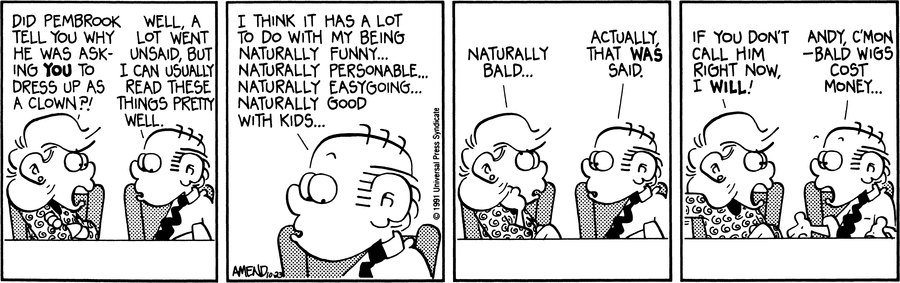 DID PEMBROOK
TELL YOU WHY
HE WAS ASK-
ING YOU TO
DRESS UP AS
A CLOWN?!
WELL, A
LOT WENT
UNSAID, BUT
I CAN USUALLY
READ THESE
THINGS PRETTY
WELL.
I THINK IT HAS A LOT
TO DO WITH MY BEING
NATURALLY FUNNY...
NATURALLY PERSONABLE...
NATURALLY EASYGOING...
NATURALLY GOOD
WITH KIDS...
AMEND 10-23
© 1991 Universal Press Syndicate
NATURALLY
BALD...
ACTUALLY,
THAT WAS
SAID.
IF YOU DON'T
CALL HIM
RIGHT NOW,
I WILL!
ANDY, C'MON
—BALD WIGS
COST
MONEY...